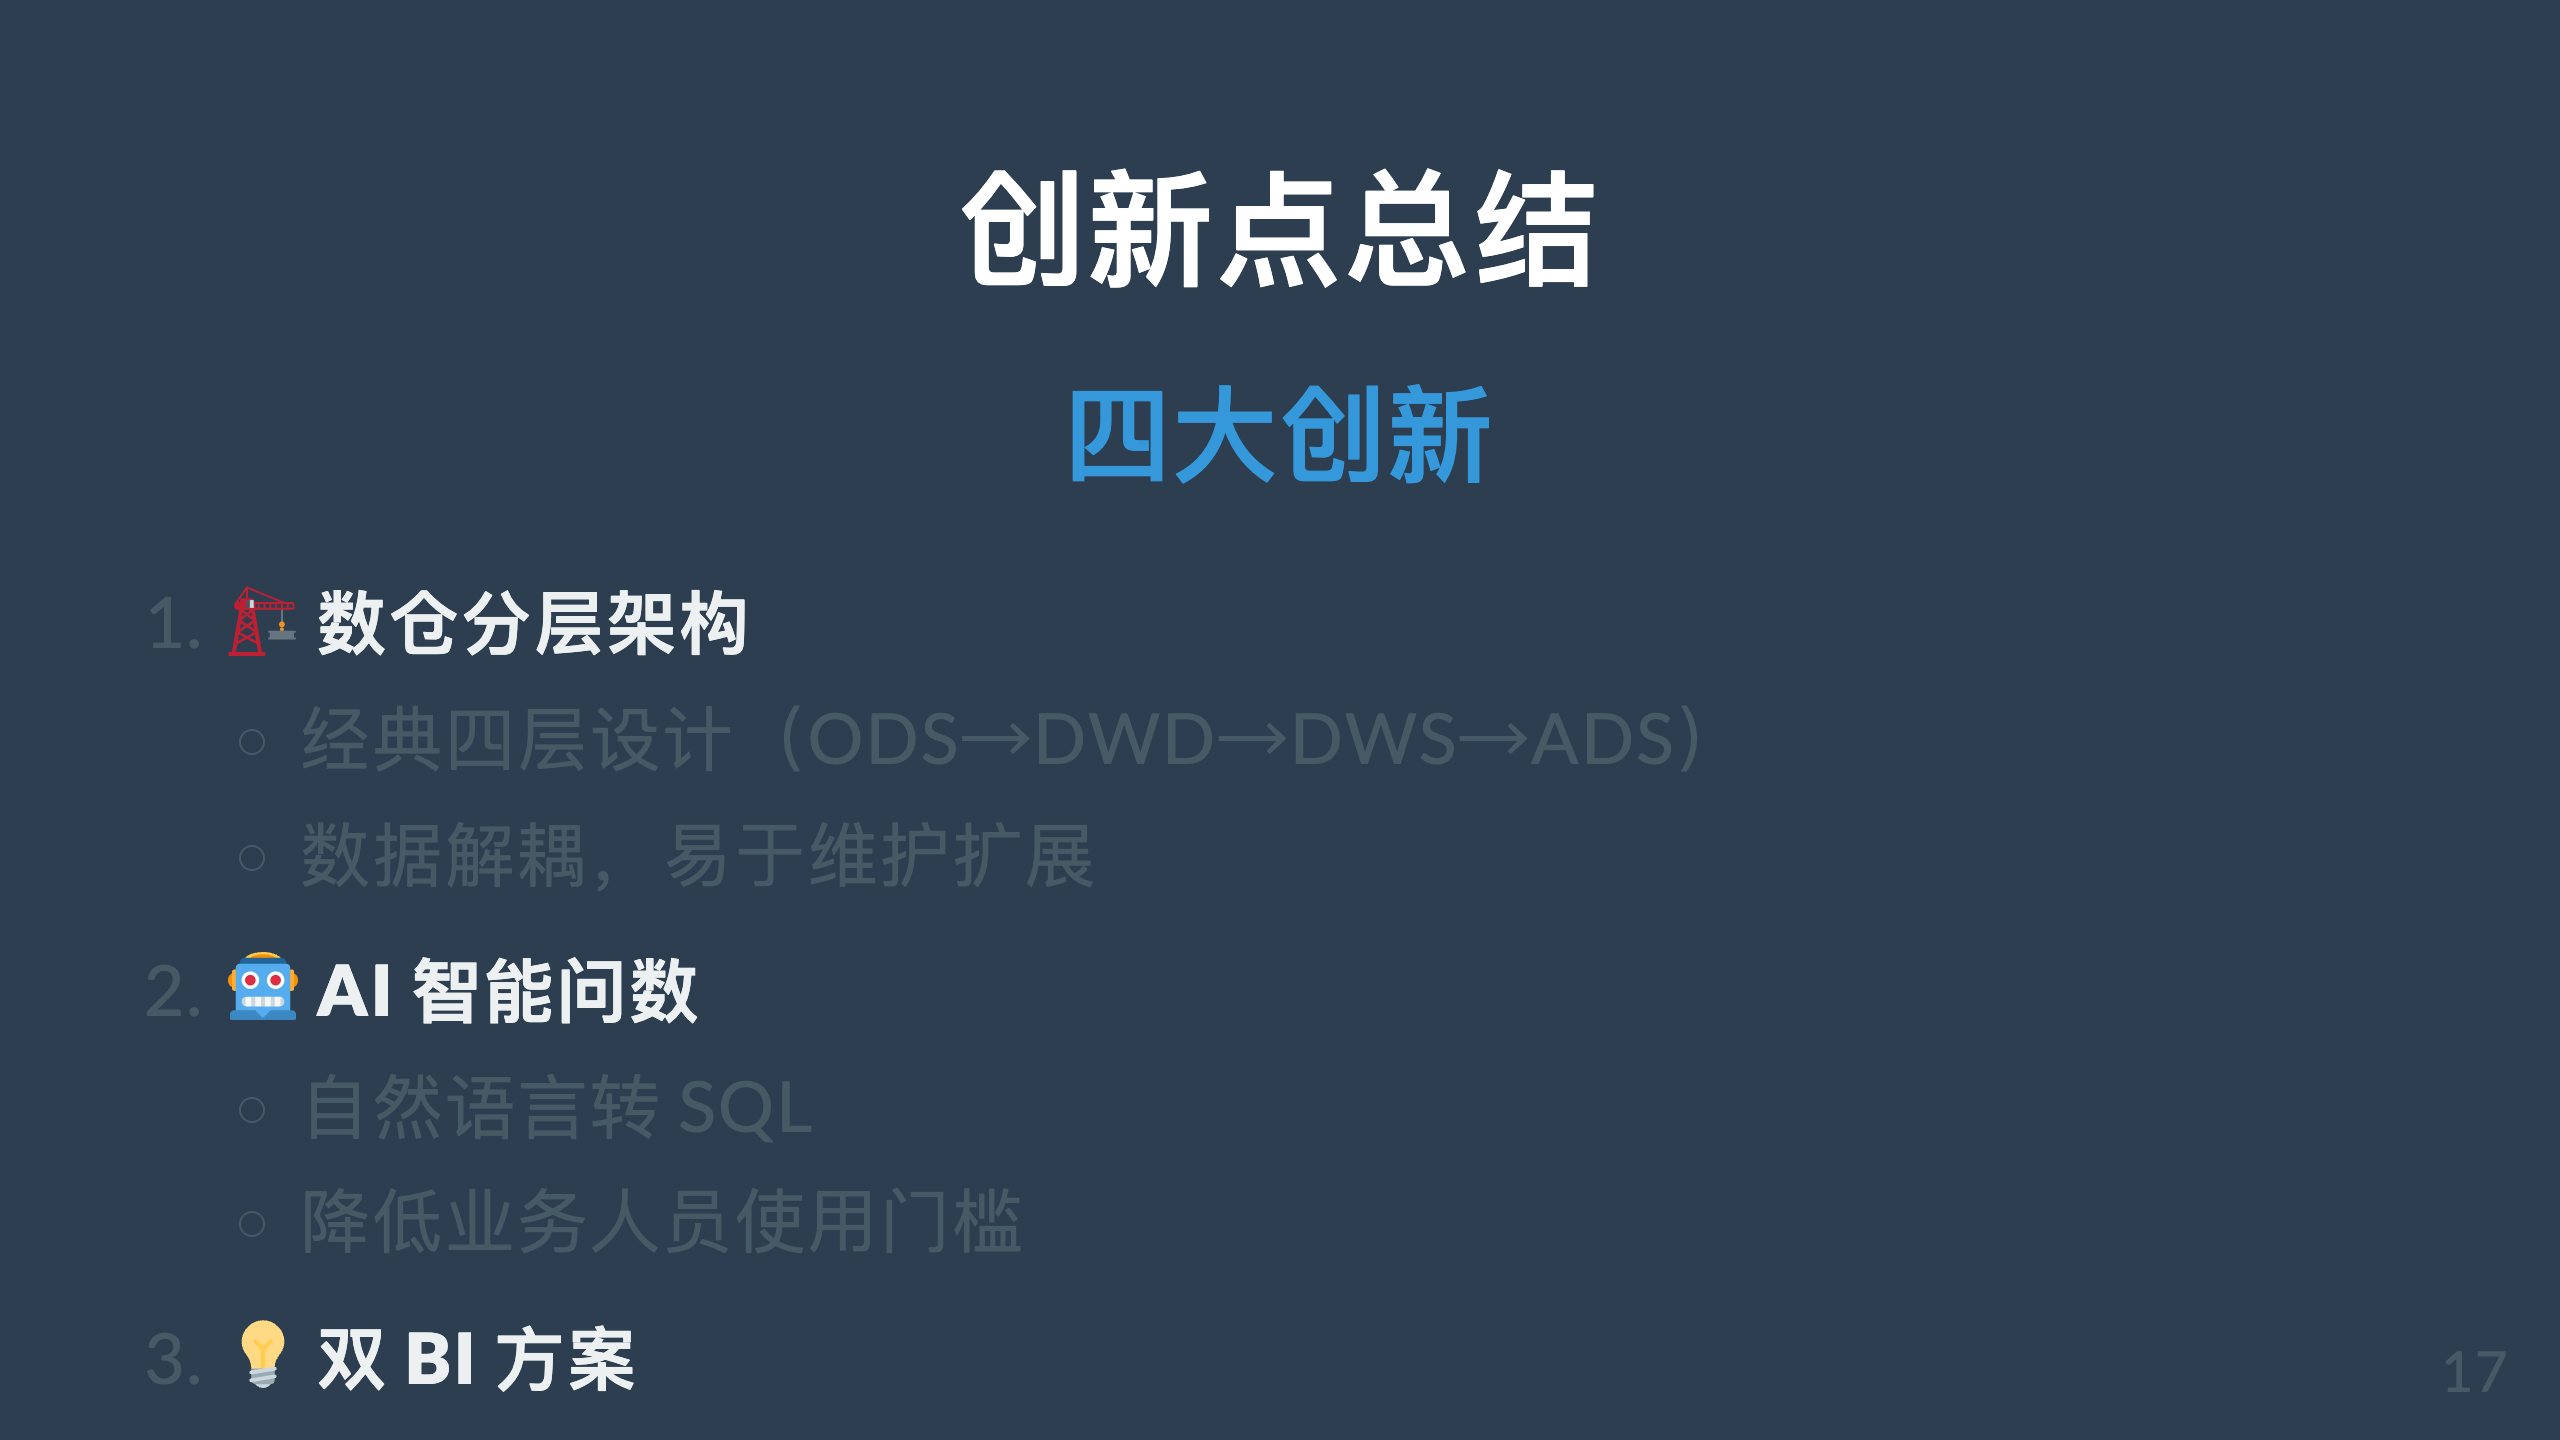 创新点总结
四大创新
1. 🏗️ 数仓分层架构
○ 经典四层设计（ODS→DWD→DWS→ADS）
○ 数据解耦，易于维护扩展
2. 🤖 AI 智能问数
○ 自然语言转 SQL
○ 降低业务人员使用门槛
3. 💡 双 BI 方案
17